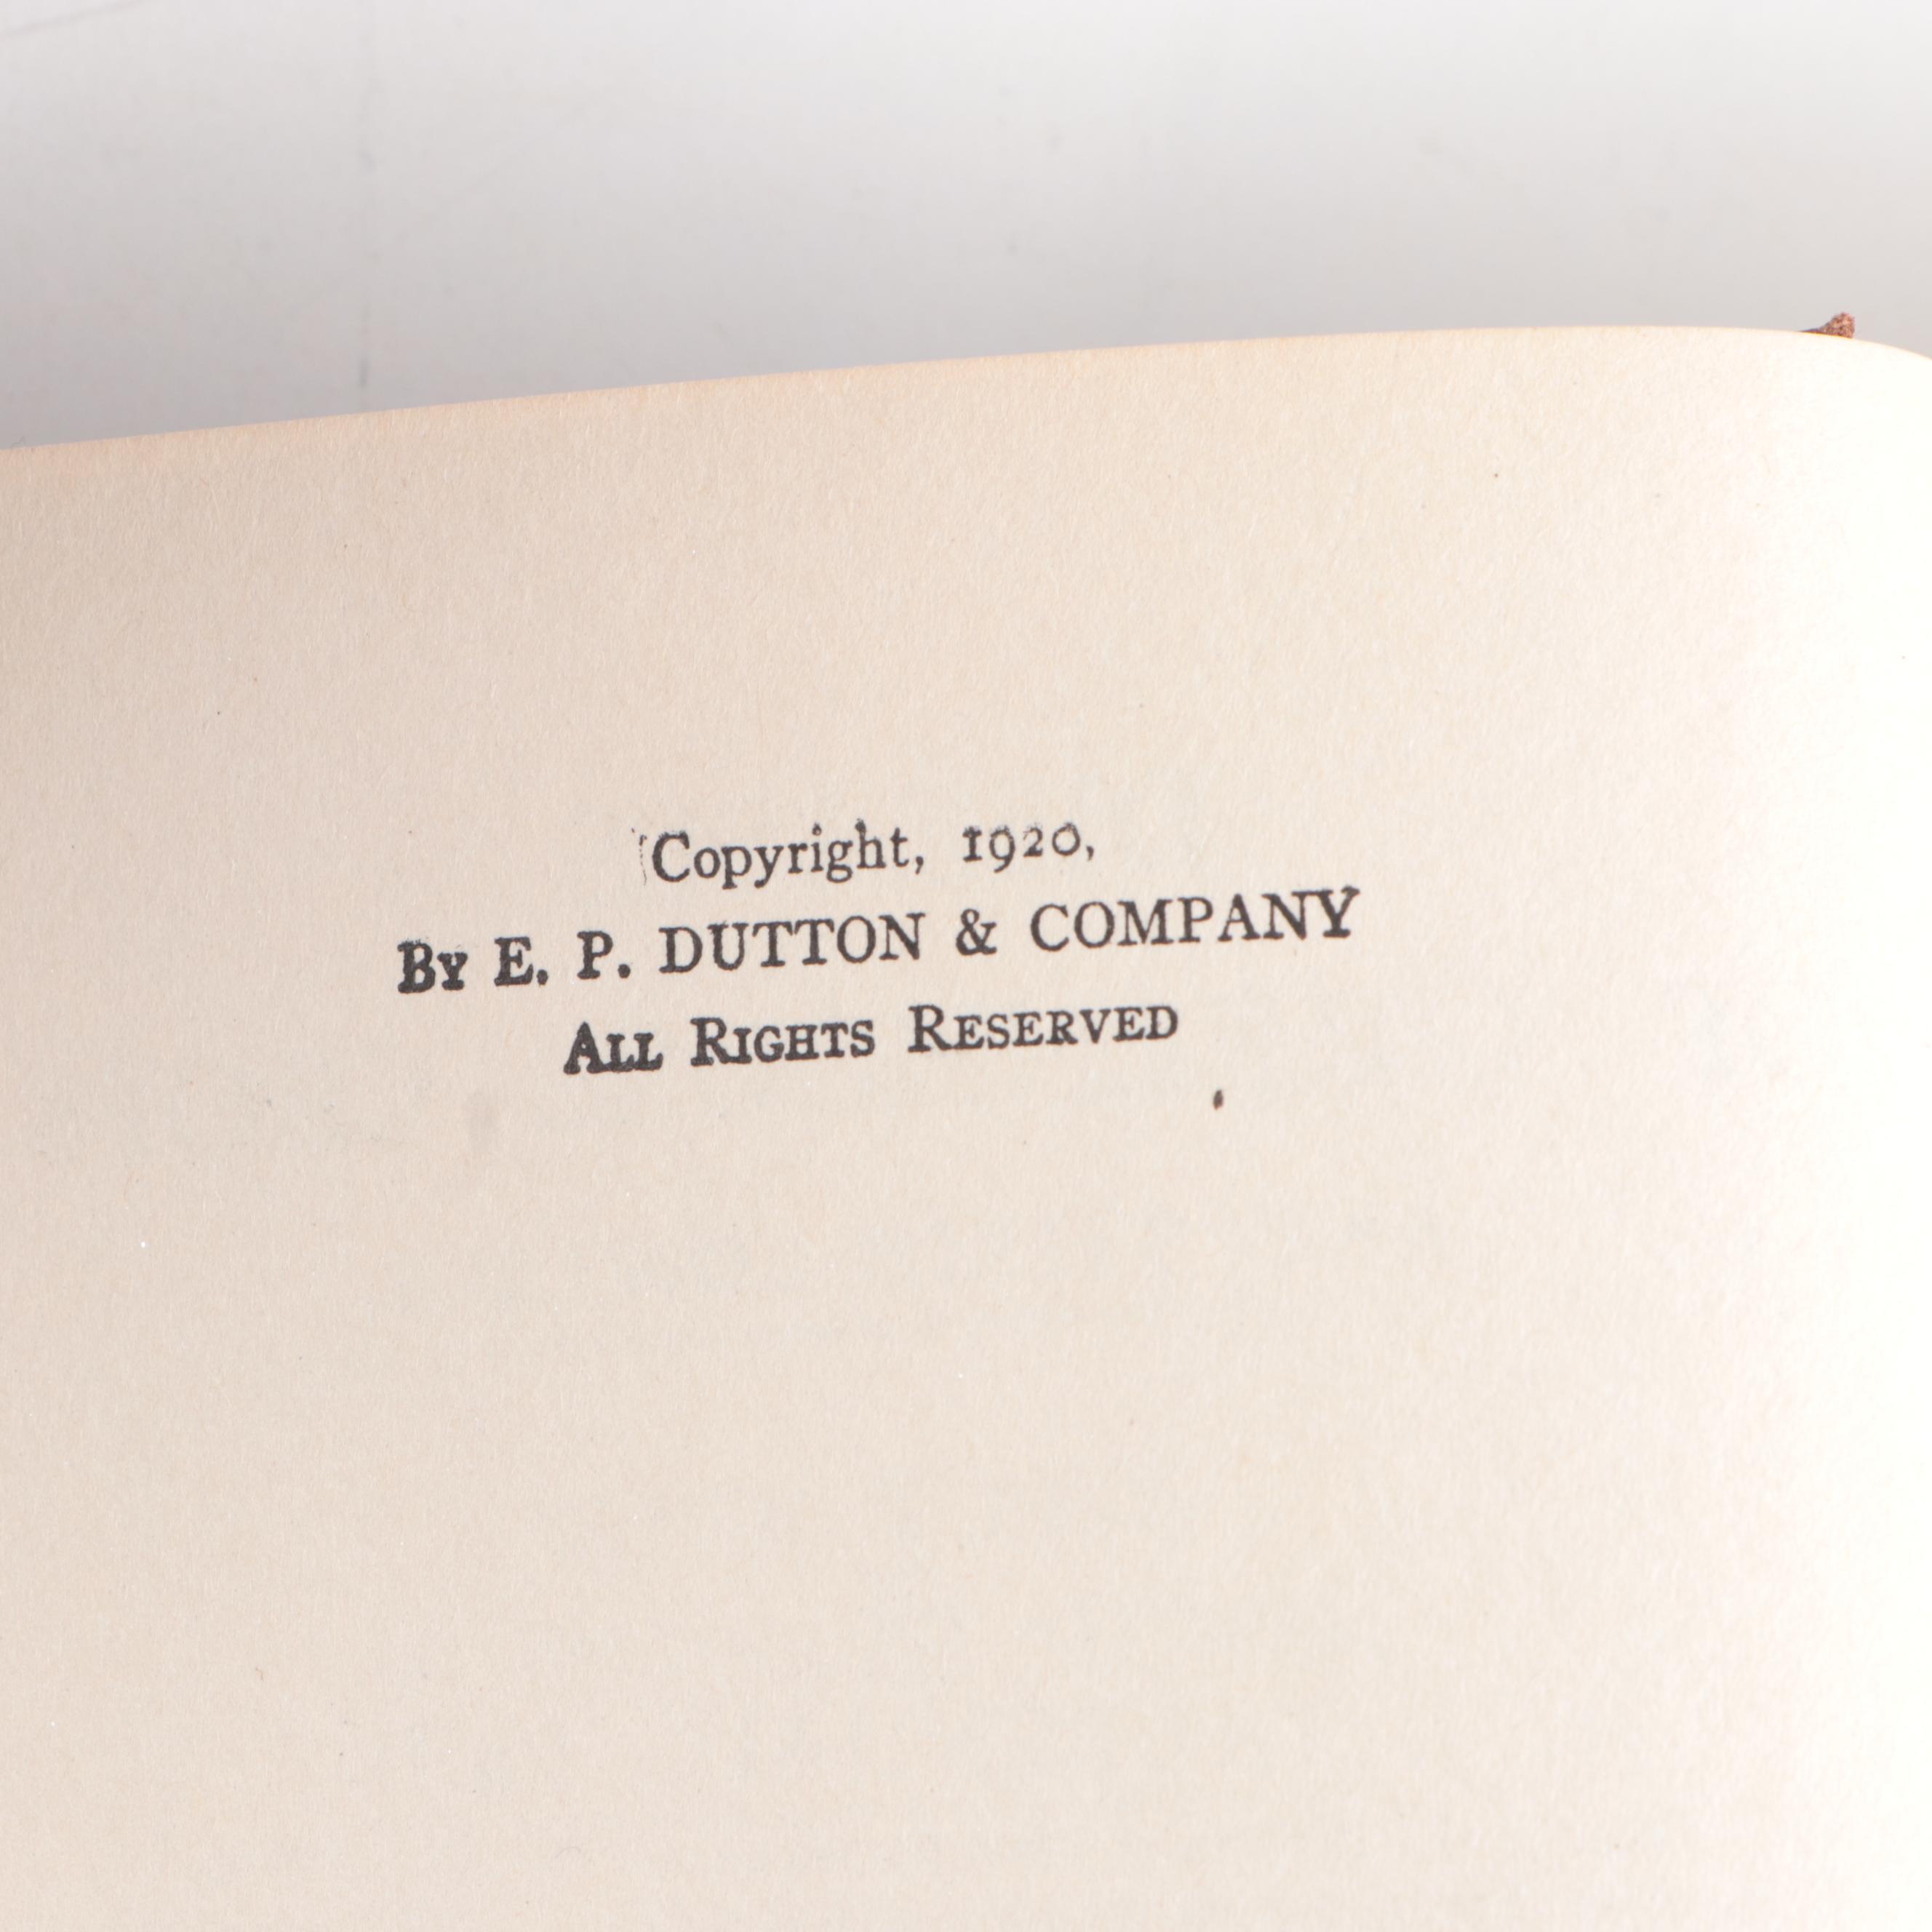 Copyright, 1920,
By E. P. DUTTON & COMPANY
All Rights Reserved